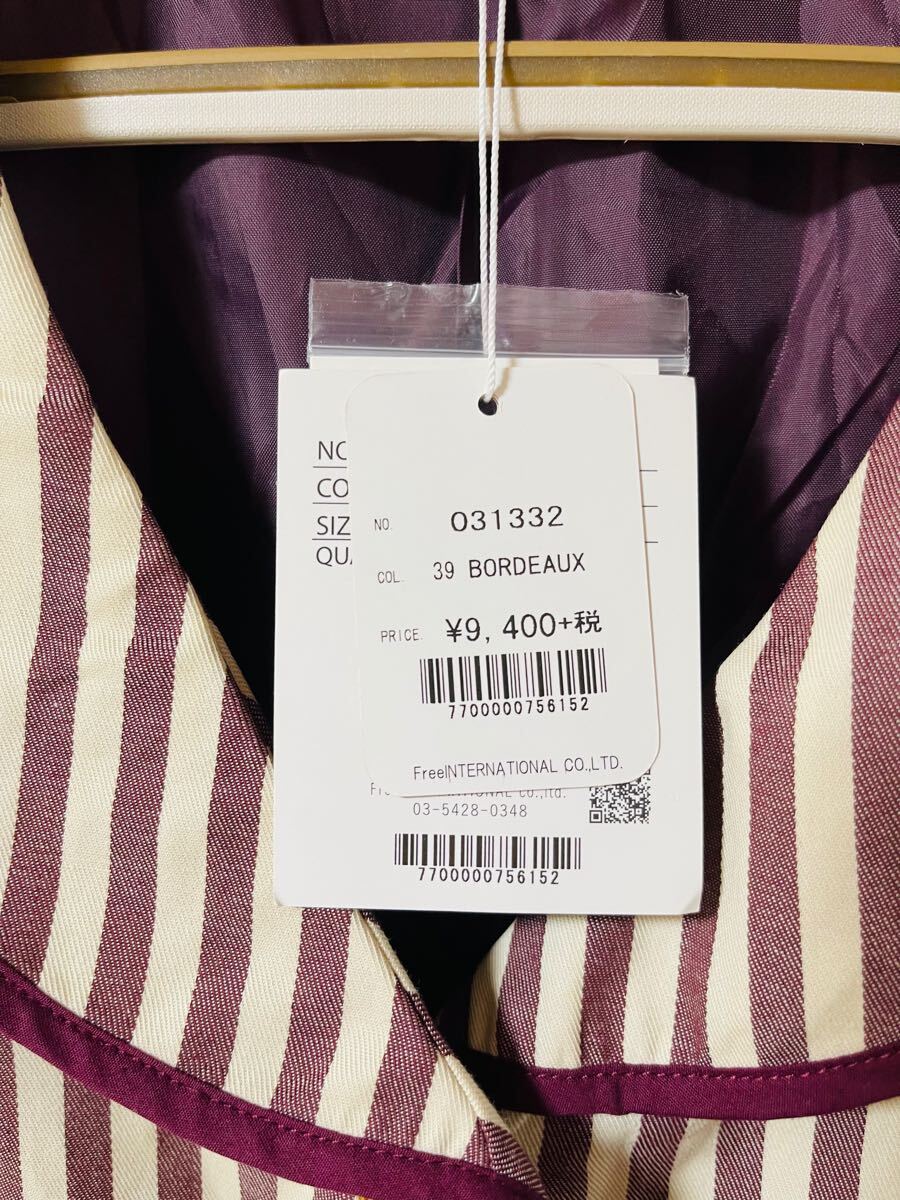 NO. 031332
COL. 39 BORDEAUX
PRICE. ¥9,400+税
7700000756152
FreeINTERNATIONAL CO.,LTD.
03-5428-0348
7700000756152